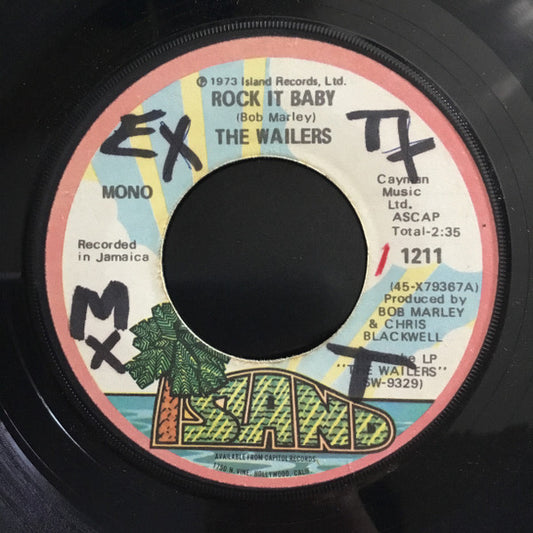 ℗ 1973 Island Records, Ltd.
ROCK IT BABY
(Bob Marley)
THE WAILERS
EX
TX
MONO
Cayman
Music
Ltd.
ASCAP
Total-2:35
Recorded
in Jamaica
/ 1211
(45-X79367A)
Produced by
BOB MARLEY
& CHRIS
BLACKWELL
MX
T
LP
"THE WAILERS"
SW-9329)
ISLAND
AVAILABLE FROM CAPITOL RECORDS
1750 N. VINE, HOLLYWOOD, CALIF.